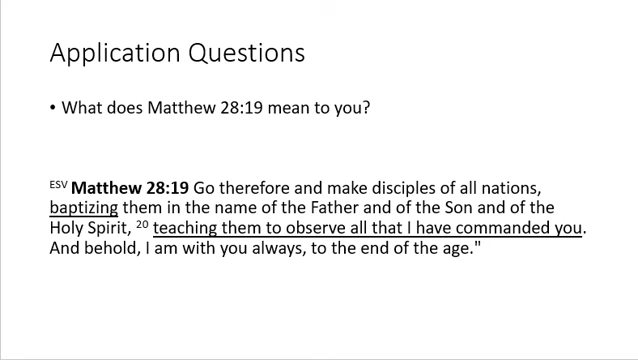 Application Questions
• What does Matthew 28:19 mean to you?
ESV Matthew 28:19 Go therefore and make disciples of all nations,
baptizing them in the name of the Father and of the Son and of the
Holy Spirit, 20 teaching them to observe all that I have commanded you.
And behold, I am with you always, to the end of the age."